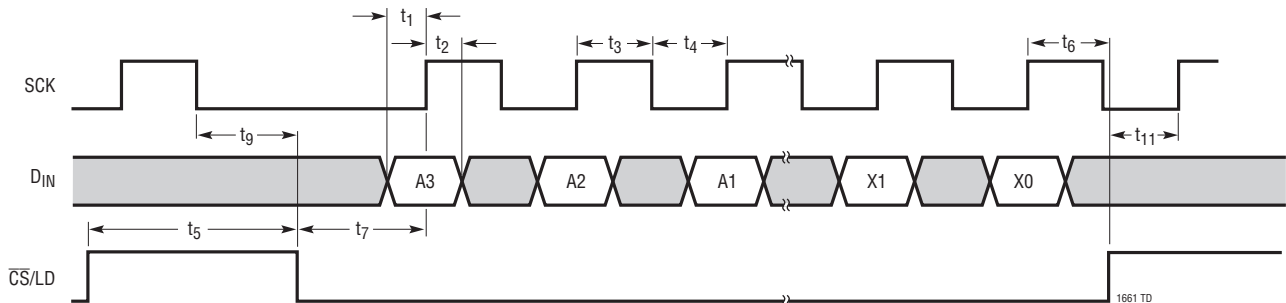 t1
t2
t3
t4
t6
SCK
t9
t11
DIN
A3
A2
A1
X1
X0
t5
t7
CS/LD
1661 TD